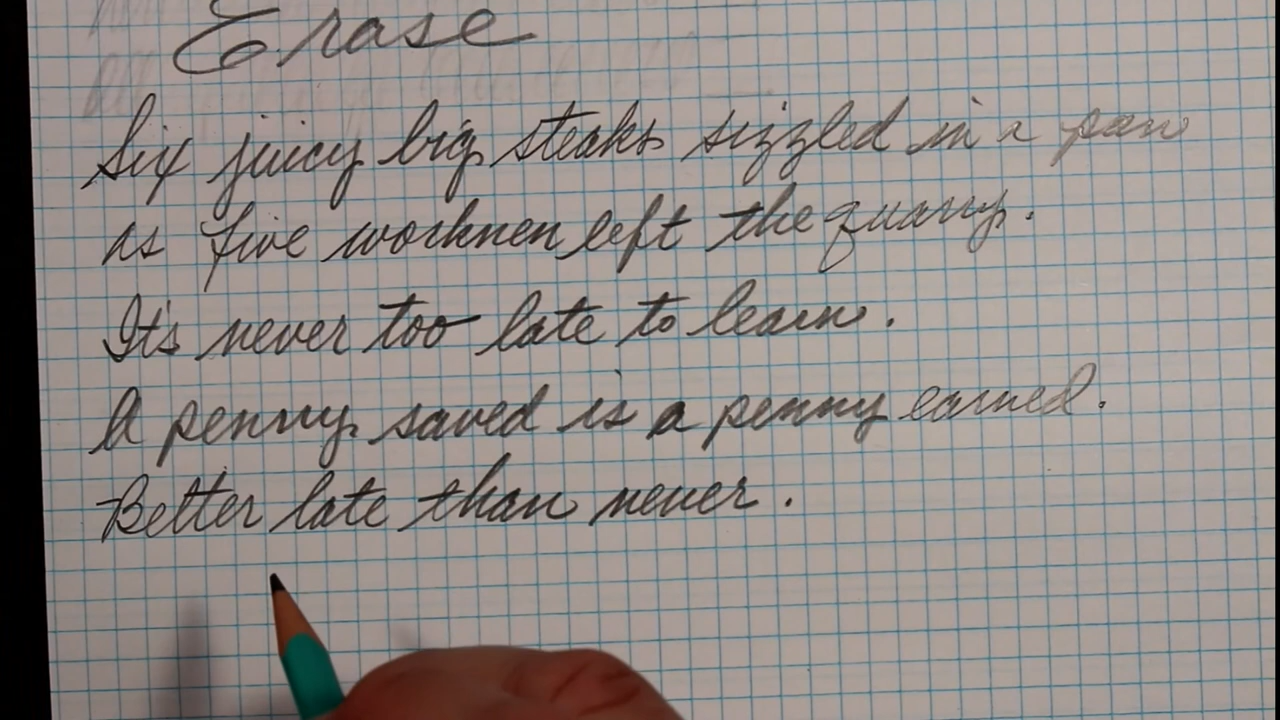 Erase
Six juicy big steaks sizzled in a pan
as five workmen left the quarry.
It's never too late to learn.
A penny saved is a penny earned.
Better late than never.